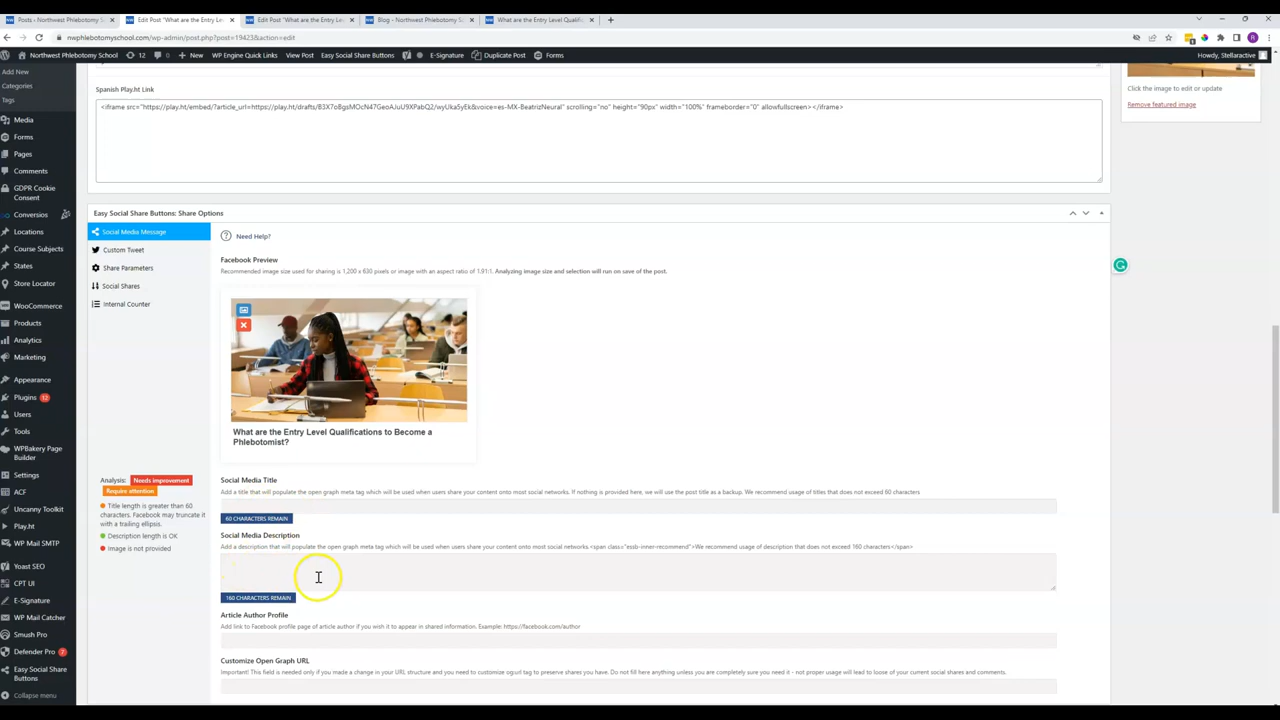 Posts ‹ Northwest Phlebotomy S
Edit Post "What are the Entry Le
Edit Post "What are the Entry Le
Blog - Northwest Phlebotomy Sc
What are the Entry Level Qualific
nwphlebotomyschool.com/wp-admin/post.php?post=19423&action=edit
Northwest Phlebotomy School
12
New
WP Engine Quick Links
View Post
Easy Social Share Buttons
E-Signature
Duplicate Post
Forms
Howdy, Stellaractive
Add New
Categories
Tags
Media
Forms
Pages
Comments
GDPR Cookie
Consent
Conversios
Locations
Course Subjects
States
Store Locator
WooCommerce
Products
Analytics
Marketing
Appearance
Plugins 12
Users
Tools
WPBakery Page
Builder
Settings
ACF
Uncanny Toolkit
Play.ht
WP Mail SMTP
Yoast SEO
CPT UI
E-Signature
WP Mail Catcher
Smush Pro
Defender Pro 7
Easy Social Share
Buttons
Collapse menu
Spanish Play.ht Link
<iframe src="https://play.ht/embed/?article_url=https://play.ht/drafts/B3X7oBgsMOcN47GeoAJuU9XPabQ2/wyUka5yEk&voice=es-MX-BeatrizNeural" scrolling="no" height="90px" width="100%" frameborder="0" allowfullscreen></iframe>
Click the image to edit or update
Remove featured image
Easy Social Share Buttons: Share Options
Social Media Message
Custom Tweet
Share Parameters
Social Shares
Internal Counter
Need Help?
Facebook Preview
Recommended image size used for sharing is 1,200 x 630 pixels or image with an aspect ratio of 1.91:1. Analyzing image size and selection will run on save of the post.
What are the Entry Level Qualifications to Become a
Phlebotomist?
Analysis: Needs improvement
Require attention
Title length is greater than 60
characters. Facebook may truncate it
with a trailing ellipsis.
Description length is OK
Image is not provided
Social Media Title
Add a title that will populate the open graph meta tag which will be used when users share your content onto most social networks. If nothing is provided here, we will use the post title as a backup. We recommend usage of titles that does not exceed 60 characters
60 CHARACTERS REMAIN
Social Media Description
Add a description that will populate the open graph meta tag which will be used when users share your content onto most social networks <span class="essb-inner-recommend">We recommend usage of description that does not exceed 160 characters</span>
160 CHARACTERS REMAIN
Article Author Profile
Add link to Facebook profile page of article author if you wish it to appear in shared information. Example: https://facebook.com/author
Customize Open Graph URL
Important! This field is needed only if you made a change in your URL structure and you need to customize og:url tag to preserve shares you have. Do not fill here anything unless you are completely sure you need it - not proper usage will lead to loose of your current social shares and comments.